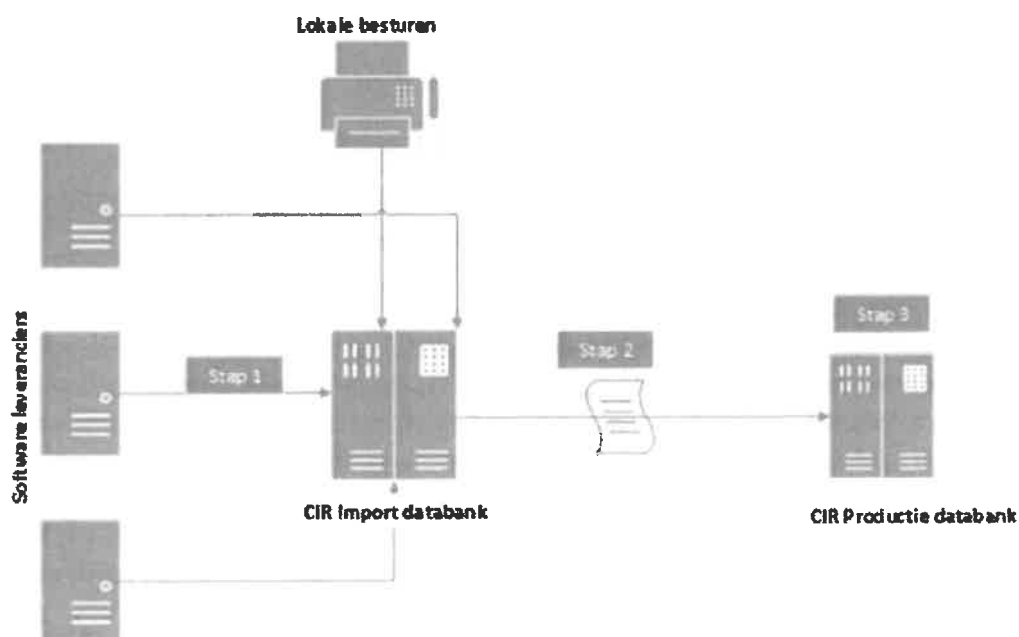 Lokale besturen
Software leveranciers
Stap 1
Stap 2
Stap 3
CIR Import databank
CIR Productie databank